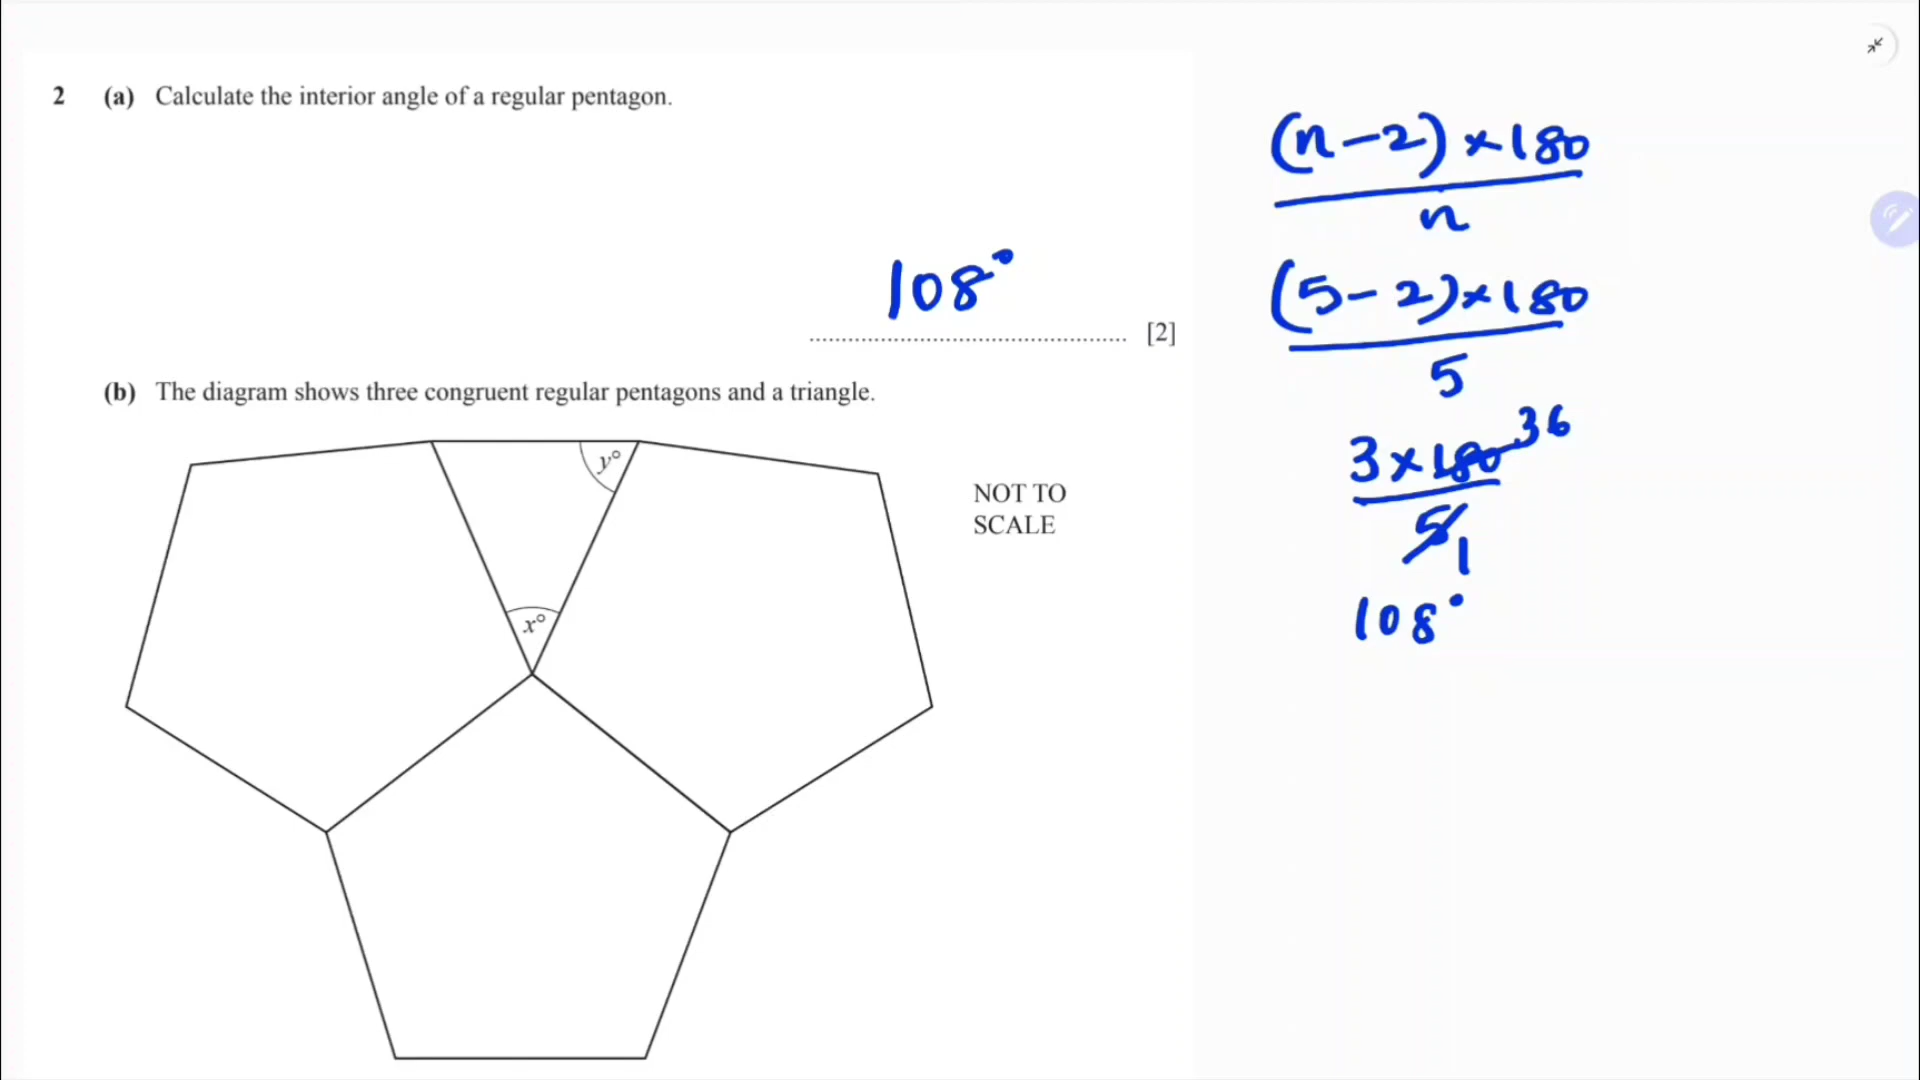 2 (a) Calculate the interior angle of a regular pentagon.
108°
.................................................. [2]
(b) The diagram shows three congruent regular pentagons and a triangle.
y°
x°
NOT TO
SCALE
(n-2)×180
n
(5-2)×180
5
3×180 36
5 1
108°